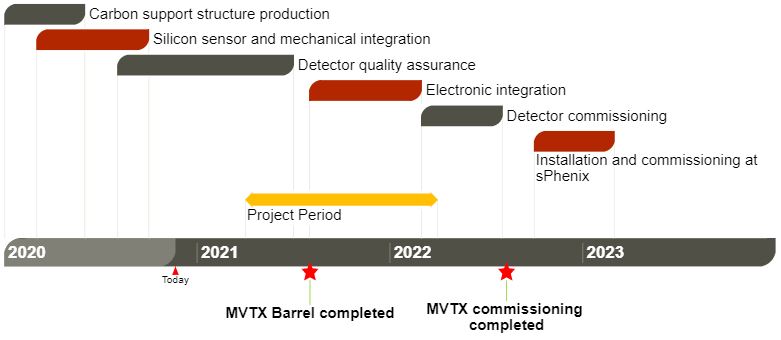 Carbon support structure production
Silicon sensor and mechanical integration
Detector quality assurance
Electronic integration
Detector commissioning
Installation and commissioning at
sPhenix
Project Period
2020 2021 2022 2023
Today
MVTX Barrel completed
MVTX commissioning
completed